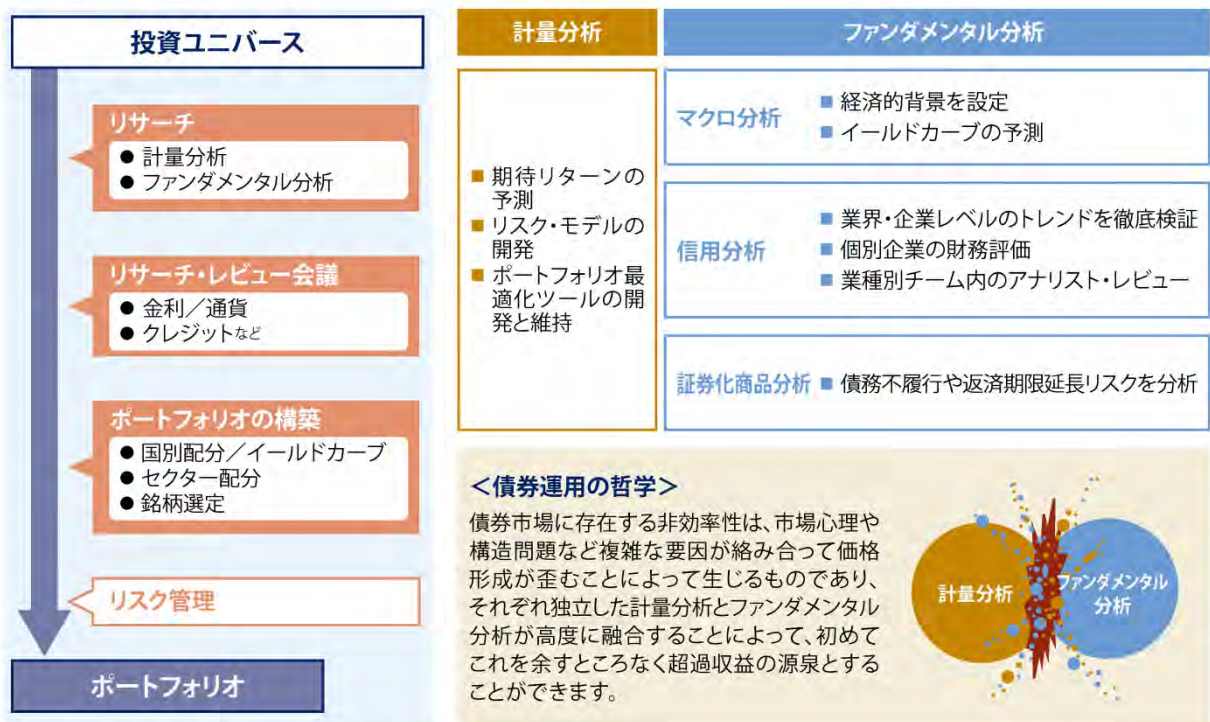 投資ユニバース
リサーチ
● 計量分析
● ファンダメンタル分析
リサーチ・レビュー会議
● 金利／通貨
● クレジットなど
ポートフォリオの構築
● 国別配分／イールドカーブ
● セクター配分
● 銘柄選定
リスク管理
ポートフォリオ
計量分析
■ 期待リターンの
予測
■ リスク・モデルの
開発
■ ポートフォリオ最
適化ツールの開
発と維持
ファンダメンタル分析
マクロ分析
■ 経済的背景を設定
■ イールドカーブの予測
信用分析
■ 業界・企業レベルのトレンドを徹底検証
■ 個別企業の財務評価
■ 業種別チーム内のアナリスト・レビュー
証券化商品分析 ■ 債務不履行や返済期限延長リスクを分析
＜債券運用の哲学＞
債券市場に存在する非効率性は、市場心理や
構造問題など複雑な要因が絡み合って価格
形成が歪むことによって生じるものであり、
それぞれ独立した計量分析とファンダメンタル
分析が高度に融合することによって、初めて
これを余すところなく超過収益の源泉とする
ことができます。
計量分析
ファンダメンタル
分析